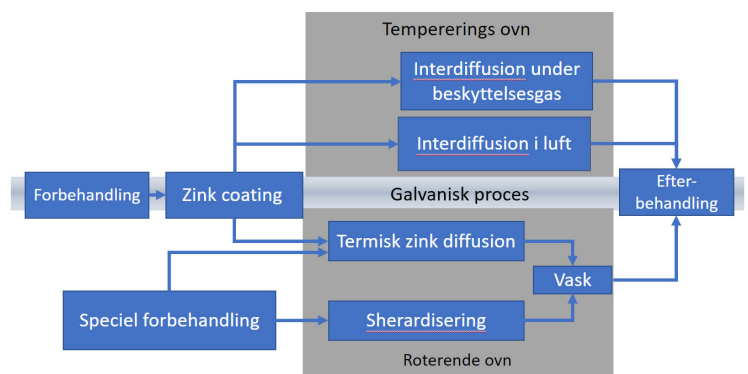 Tempererings ovn
Interdiffusion under
beskyttelsesgas
Interdiffusion i luft
Forbehandling
Zink coating
Galvanisk proces
Efter-
behandling
Termisk zink diffusion
Vask
Speciel forbehandling
Sherardisering
Roterende ovn